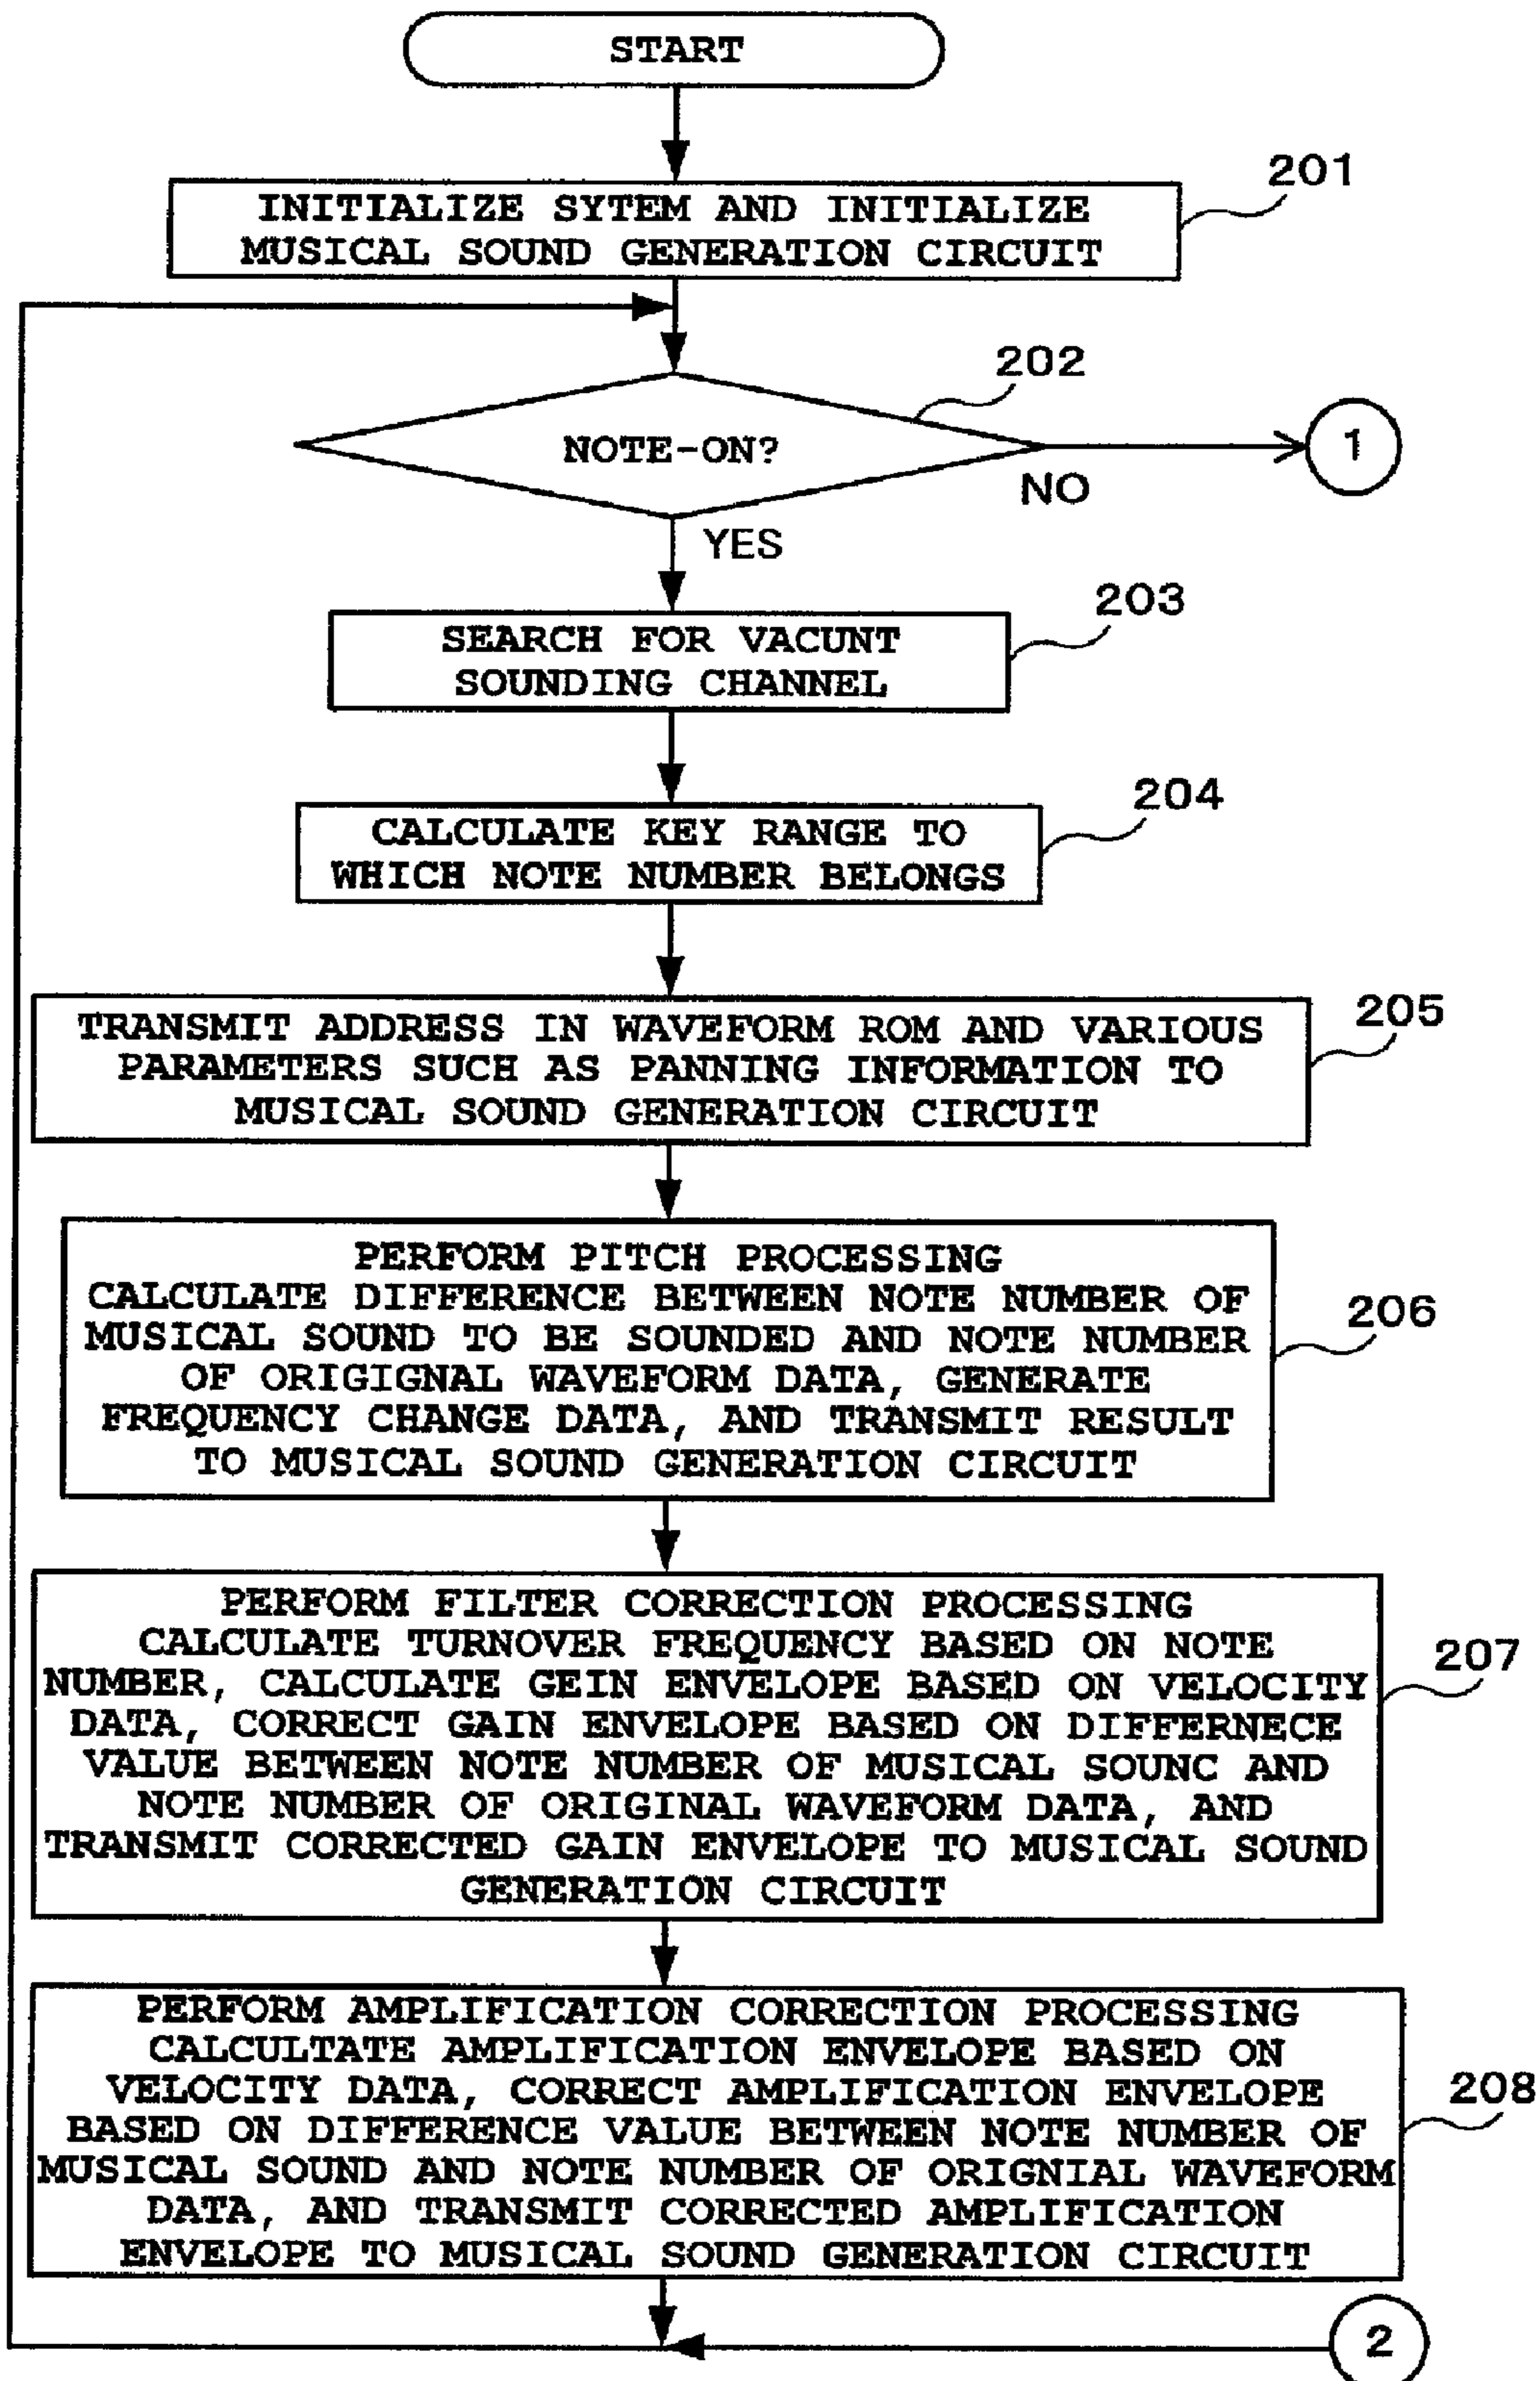 START
201
INITIALIZE SYTEM AND INITIALIZE
MUSICAL SOUND GENERATION CIRCUIT
202
NOTE-ON?
1
NO
YES
203
SEARCH FOR VACUNT
SOUNDING CHANNEL
204
CALCULATE KEY RANGE TO
WHICH NOTE NUMBER BELONGS
205
TRANSMIT ADDRESS IN WAVEFORM ROM AND VARIOUS
PARAMETERS SUCH AS PANNING INFORMATION TO
MUSICAL SOUND GENERATION CIRCUIT
206
PERFORM PITCH PROCESSING
CALCULATE DIFFERENCE BETWEEN NOTE NUMBER OF
MUSICAL SOUND TO BE SOUNDED AND NOTE NUMBER
OF ORIGIGNAL WAVEFORM DATA, GENERATE
FREQUENCY CHANGE DATA, AND TRANSMIT RESULT
TO MUSICAL SOUND GENERATION CIRCUIT
207
PERFORM FILTER CORRECTION PROCESSING
CALCULATE TURNOVER FREQUENCY BASED ON NOTE
NUMBER, CALCULATE GEIN ENVELOPE BASED ON VELOCITY
DATA, CORRECT GAIN ENVELOPE BASED ON DIFFERNECE
VALUE BETWEEN NOTE NUMBER OF MUSICAL SOUNC AND
NOTE NUMBER OF ORIGINAL WAVEFORM DATA, AND
TRANSMIT CORRECTED GAIN ENVELOPE TO MUSICAL SOUND
GENERATION CIRCUIT
208
PERFORM AMPLIFICATION CORRECTION PROCESSING
CALCULTATE AMPLIFICATION ENVELOPE BASED ON
VELOCITY DATA, CORRECT AMPLIFICATION ENVELOPE
BASED ON DIFFERENCE VALUE BETWEEN NOTE NUMBER OF
MUSICAL SOUND AND NOTE NUMBER OF ORIGNIAL WAVEFORM
DATA, AND TRANSMIT CORRECTED AMPLIFICATION
ENVELOPE TO MUSICAL SOUND GENERATION CIRCUIT
2